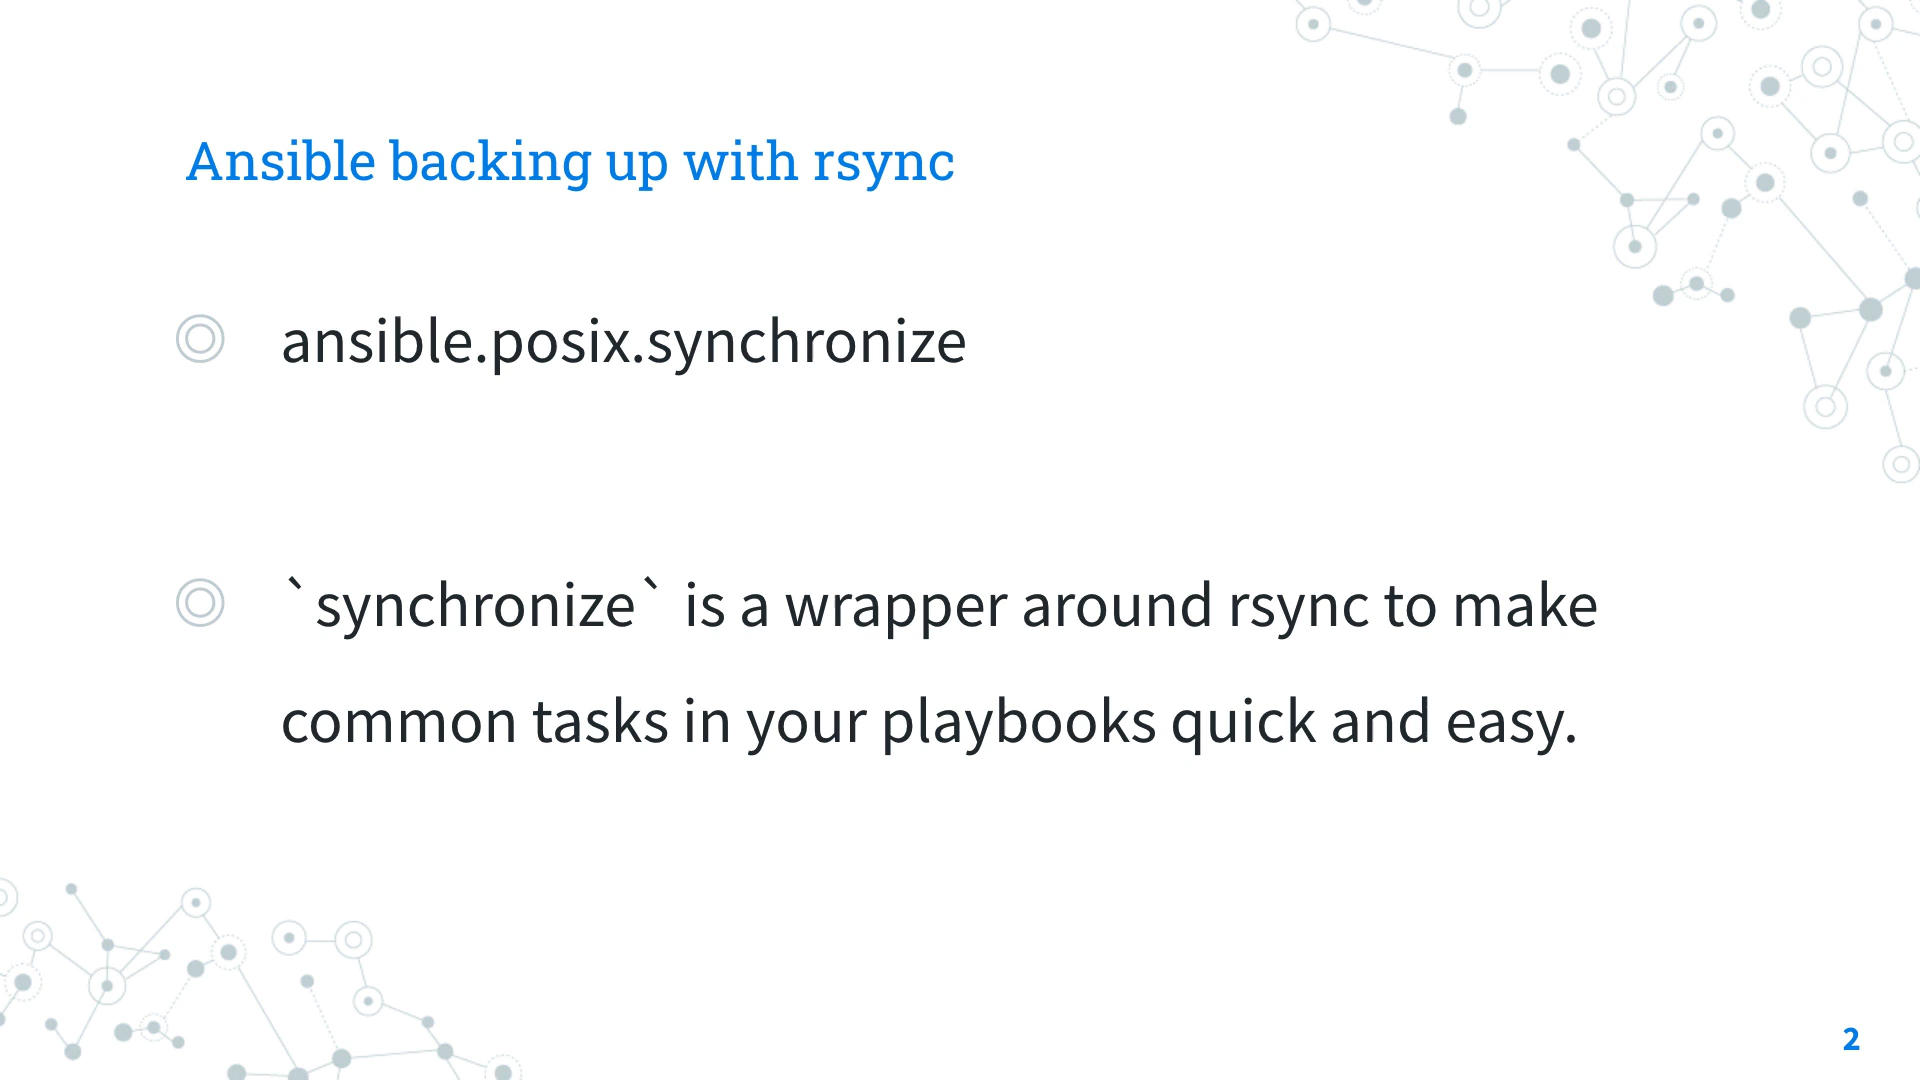 Ansible backing up with rsync
ansible.posix.synchronize
`synchronize` is a wrapper around rsync to make
common tasks in your playbooks quick and easy.
2